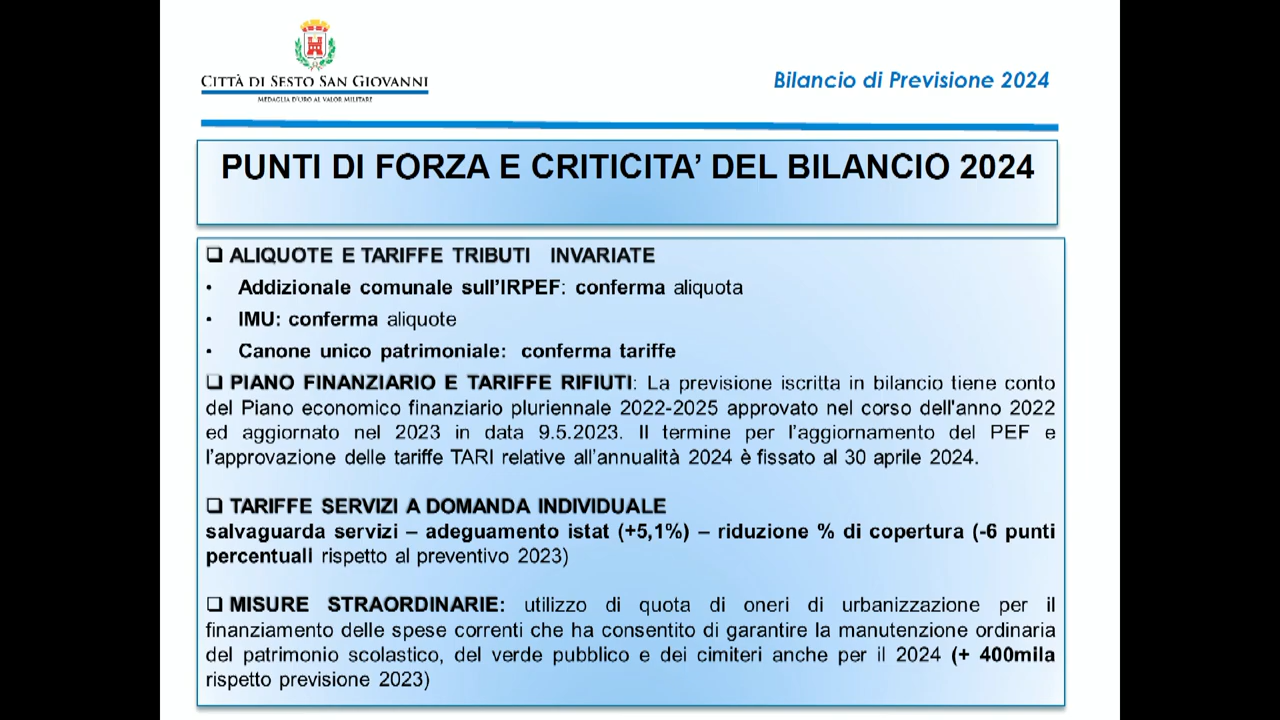 CITTÀ DI SESTO SAN GIOVANNI
MEDAGLIA D'ORO AL VALOR MILITARE
Bilancio di Previsione 2024
PUNTI DI FORZA E CRITICITA' DEL BILANCIO 2024
❑ ALIQUOTE E TARIFFE TRIBUTI INVARIATE
• Addizionale comunale sull'IRPEF: conferma aliquota
• IMU: conferma aliquote
• Canone unico patrimoniale: conferma tariffe
❑ PIANO FINANZIARIO E TARIFFE RIFIUTI: La previsione iscritta in bilancio tiene conto
del Piano economico finanziario pluriennale 2022-2025 approvato nel corso dell'anno 2022
ed aggiornato nel 2023 in data 9.5.2023. Il termine per l'aggiornamento del PEF e
l'approvazione delle tariffe TARI relative all'annualità 2024 è fissato al 30 aprile 2024.
❑ TARIFFE SERVIZI A DOMANDA INDIVIDUALE
salvaguarda servizi – adeguamento istat (+5,1%) – riduzione % di copertura (-6 punti
percentuali rispetto al preventivo 2023)
❑ MISURE STRAORDINARIE: utilizzo di quota di oneri di urbanizzazione per il
finanziamento delle spese correnti che ha consentito di garantire la manutenzione ordinaria
del patrimonio scolastico, del verde pubblico e dei cimiteri anche per il 2024 (+ 400mila
rispetto previsione 2023)